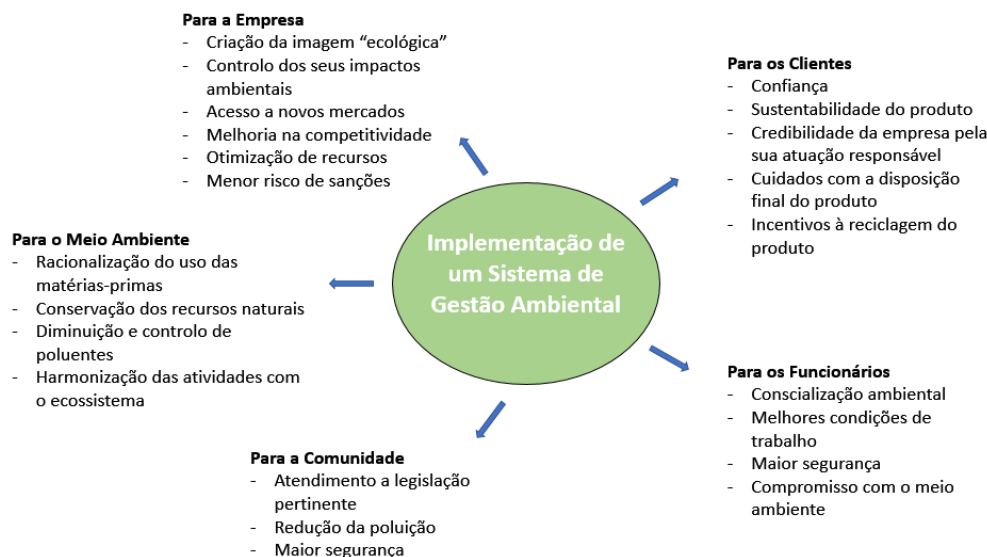 Para a Empresa
- Criação da imagem “ecológica”
- Controlo dos seus impactos
ambientais
- Acesso a novos mercados
- Melhoria na competitividade
- Otimização de recursos
- Menor risco de sanções
Para os Clientes
- Confiança
- Sustentabilidade do produto
- Credibilidade da empresa pela
sua atuação responsável
- Cuidados com a disposição
final do produto
- Incentivos à reciclagem do
produto
Para o Meio Ambiente
- Racionalização do uso das
matérias-primas
- Conservação dos recursos naturais
- Diminuição e controlo de
poluentes
- Harmonização das atividades com
o ecossistema
Implementação de
um Sistema de
Gestão Ambiental
Para os Funcionários
- Conscialização ambiental
- Melhores condições de
trabalho
- Maior segurança
- Compromisso com o meio
ambiente
Para a Comunidade
- Atendimento a legislação
pertinente
- Redução da poluição
- Maior segurança